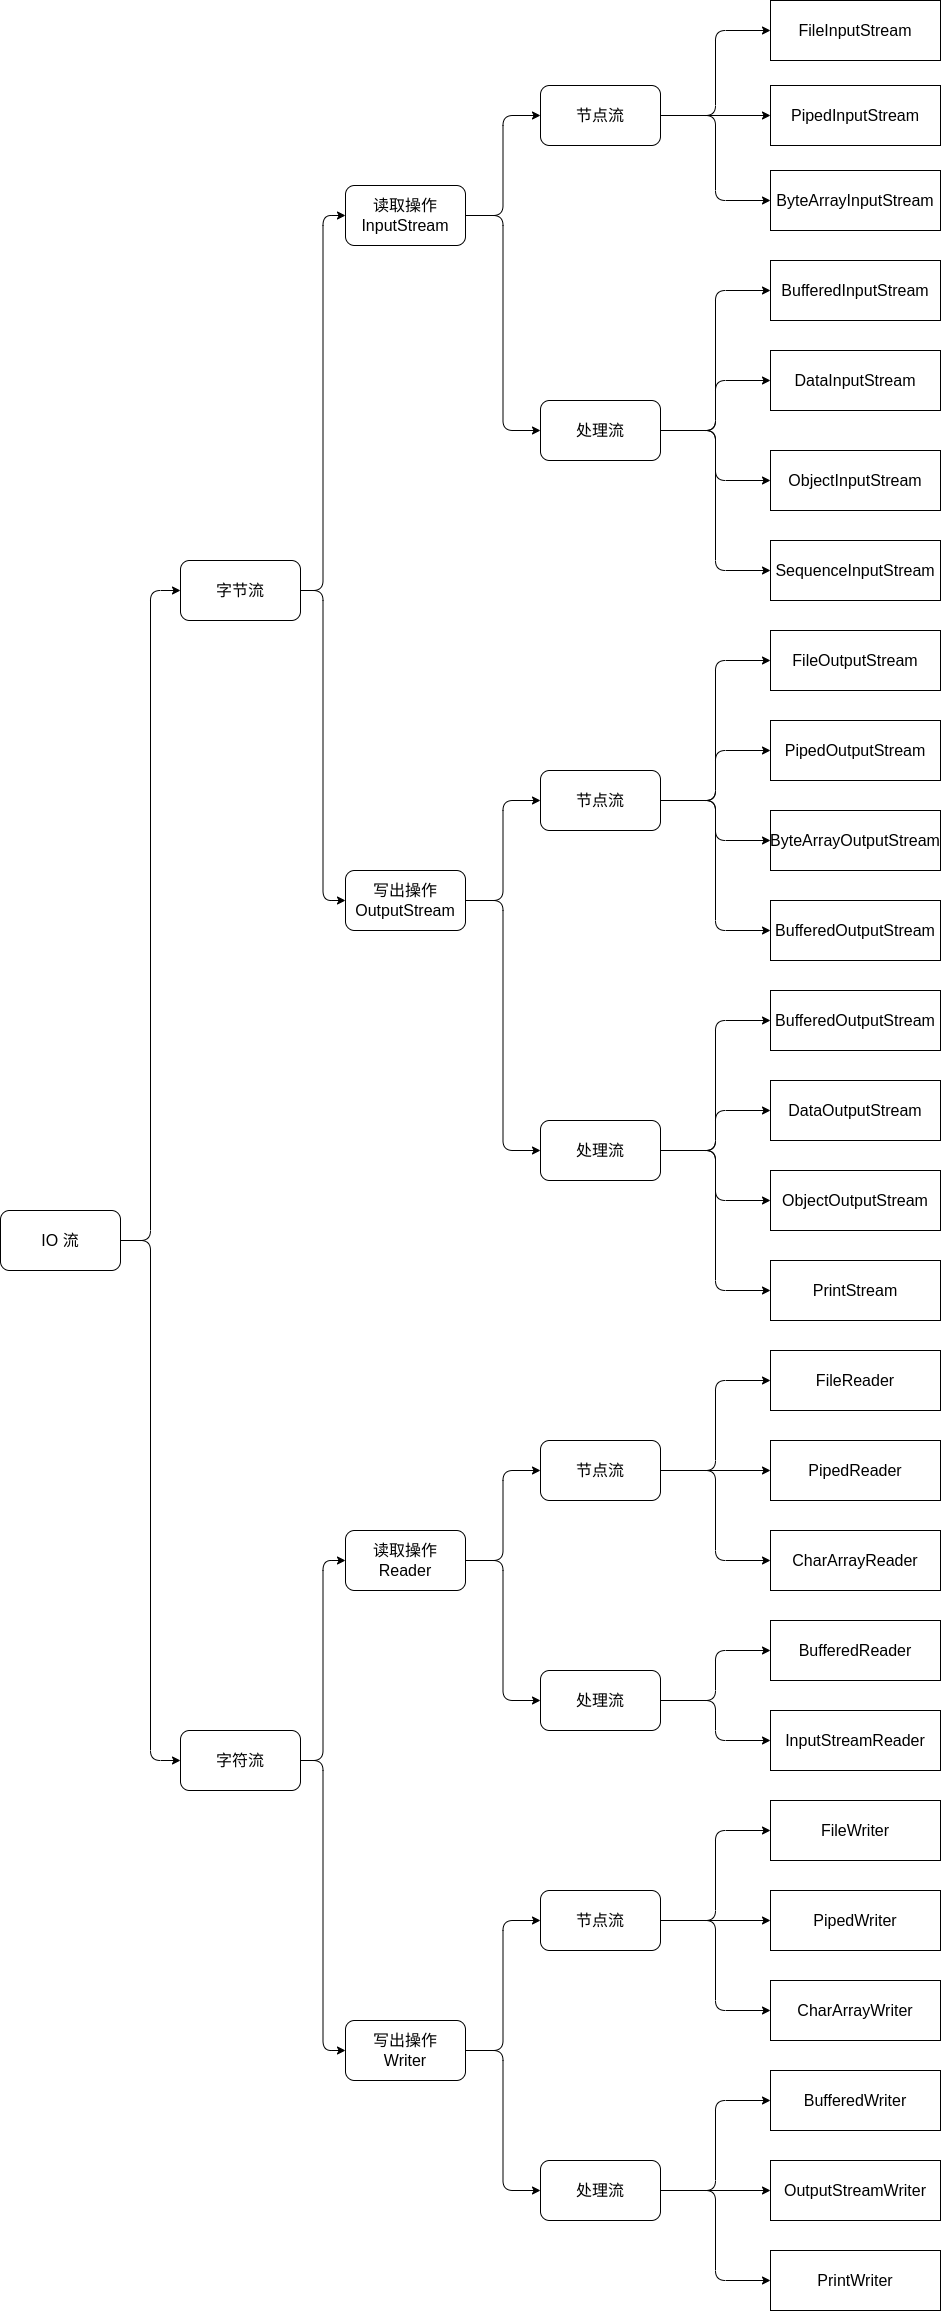 IO 流
字节流
读取操作
InputStream
节点流
FileInputStream
PipedInputStream
ByteArrayInputStream
处理流
BufferedInputStream
DataInputStream
ObjectInputStream
SequenceInputStream
写出操作
OutputStream
节点流
FileOutputStream
PipedOutputStream
ByteArrayOutputStream
BufferedOutputStream
处理流
BufferedOutputStream
DataOutputStream
ObjectOutputStream
PrintStream
字符流
读取操作
Reader
节点流
FileReader
PipedReader
CharArrayReader
处理流
BufferedReader
InputStreamReader
写出操作
Writer
节点流
FileWriter
PipedWriter
CharArrayWriter
处理流
BufferedWriter
OutputStreamWriter
PrintWriter